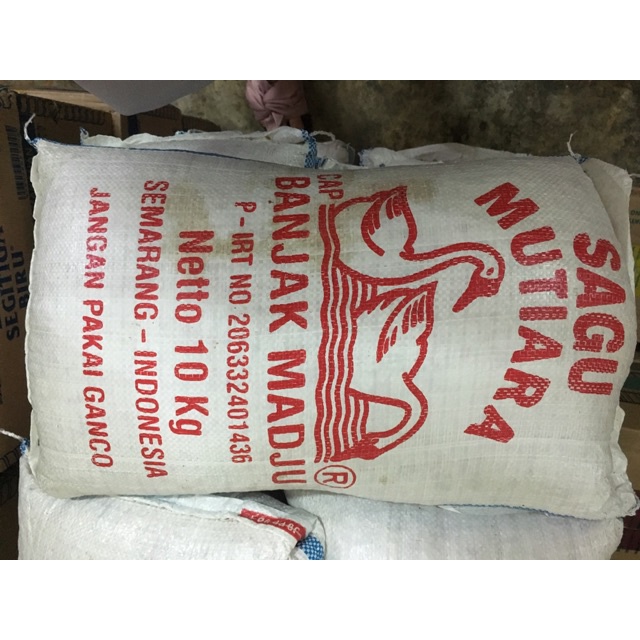 SAGU
MUTIARA
®
CAP
BANJAK MADJU
P-IRT NO 206332401436
Netto 10 Kg
SEMARANG - INDONESIA
JANGAN PAKAI GANCO